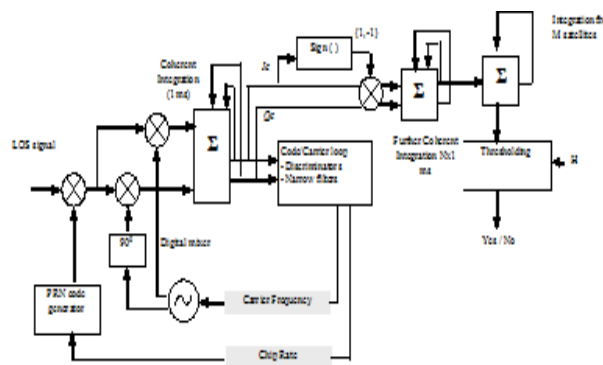 {1, -1}
Integration for
M satellites
Sign ( )
Ic
Coherent
Integration
(1 ms)
Qc
Σ
Σ
Σ
LOS signal
Code/Carrier loop
- Discriminators
- Narrow filters
Further Coherent
Integration Nx1
ms
Thresholding
Yes / No
90⁰
Digital mixer
PRN code
generator
Carrier Frequency
Chip Rate